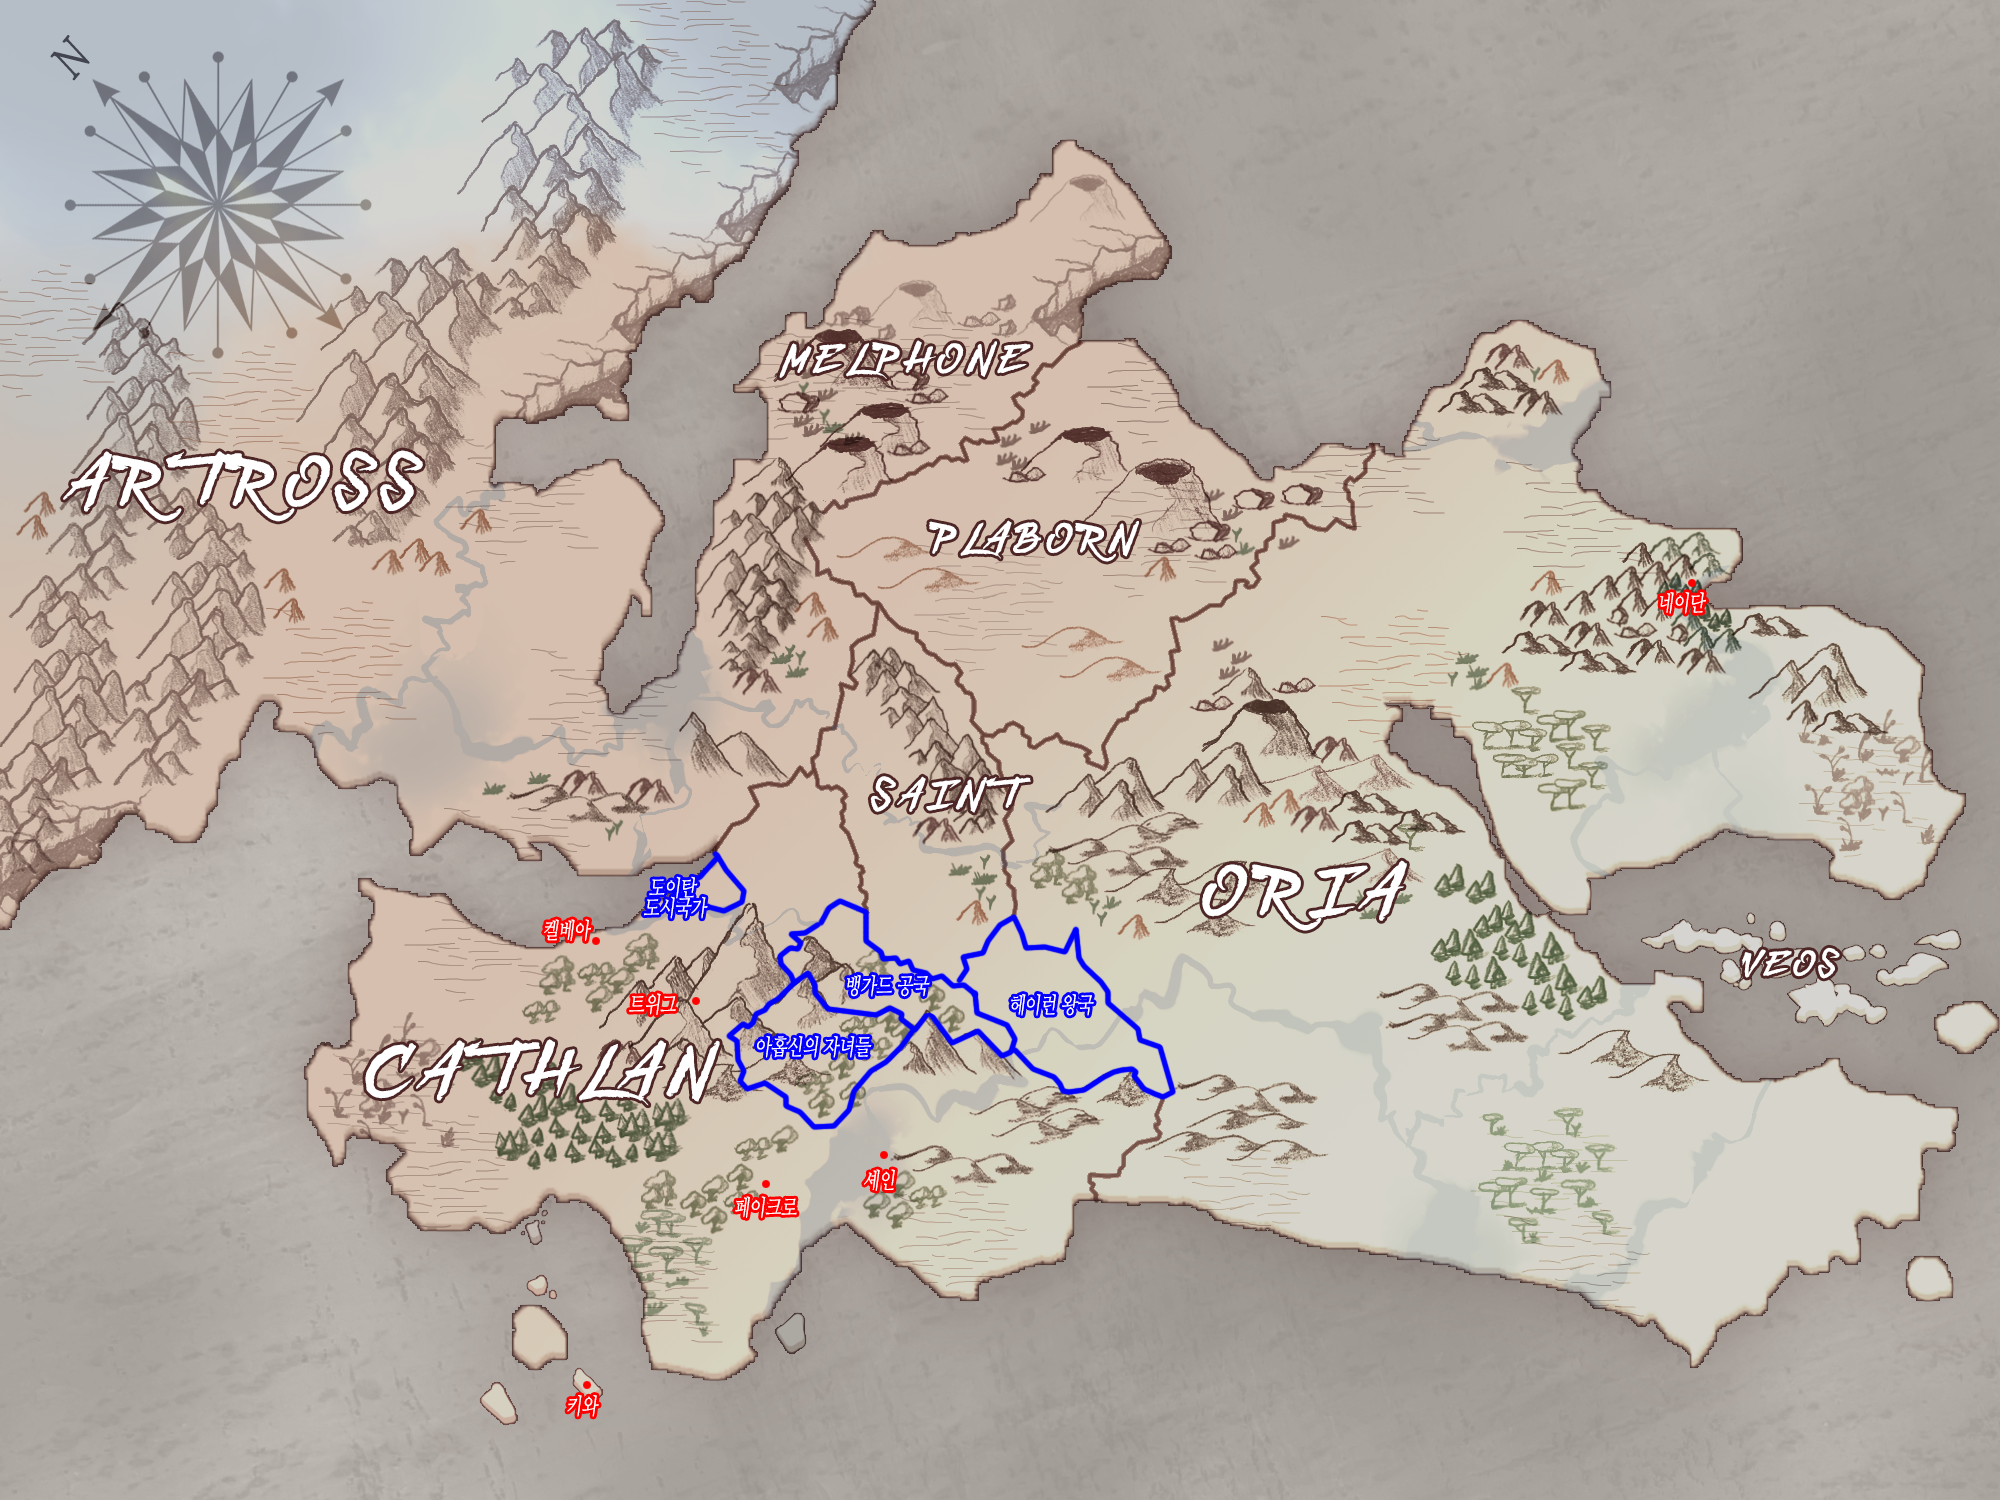 N
MELPHONE
ARTROSS
PLABORN
네이단
SAINT
ORIA
도이탄
도시국가
켈베아
VEOS
뱅가드 공국
트위그
헤이런 왕국
아홉신의 자녀들
CATHLAN
세인
페이크로
키와